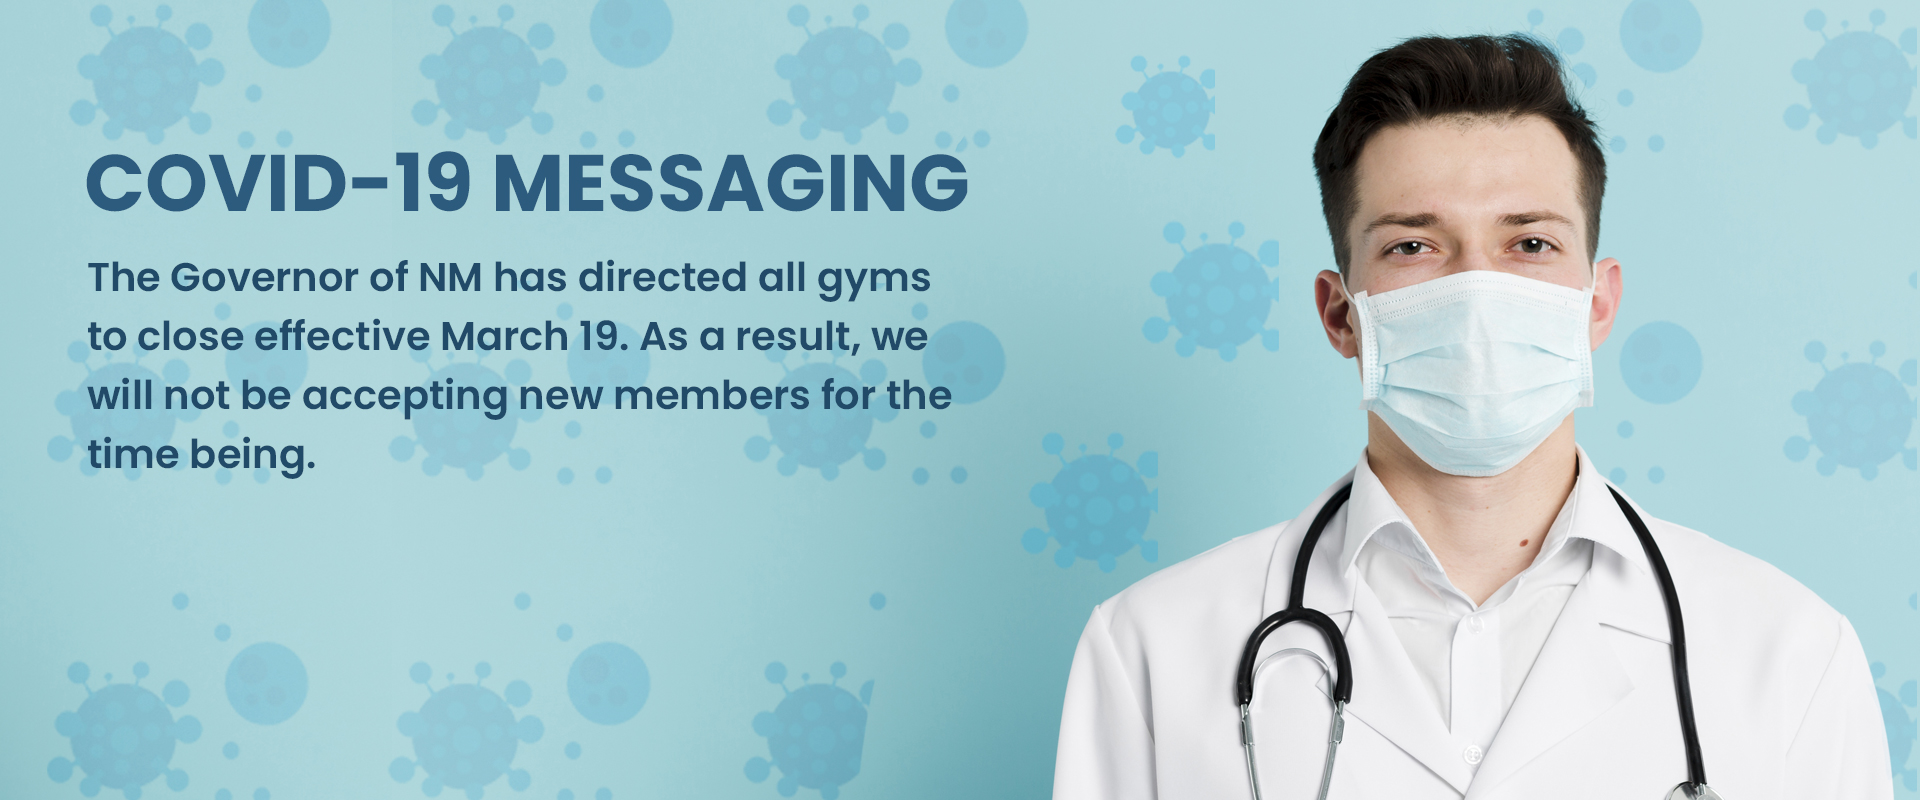 COVID-19 MESSAGING
The Governor of NM has directed all gyms
to close effective March 19. As a result, we
will not be accepting new members for the
time being.